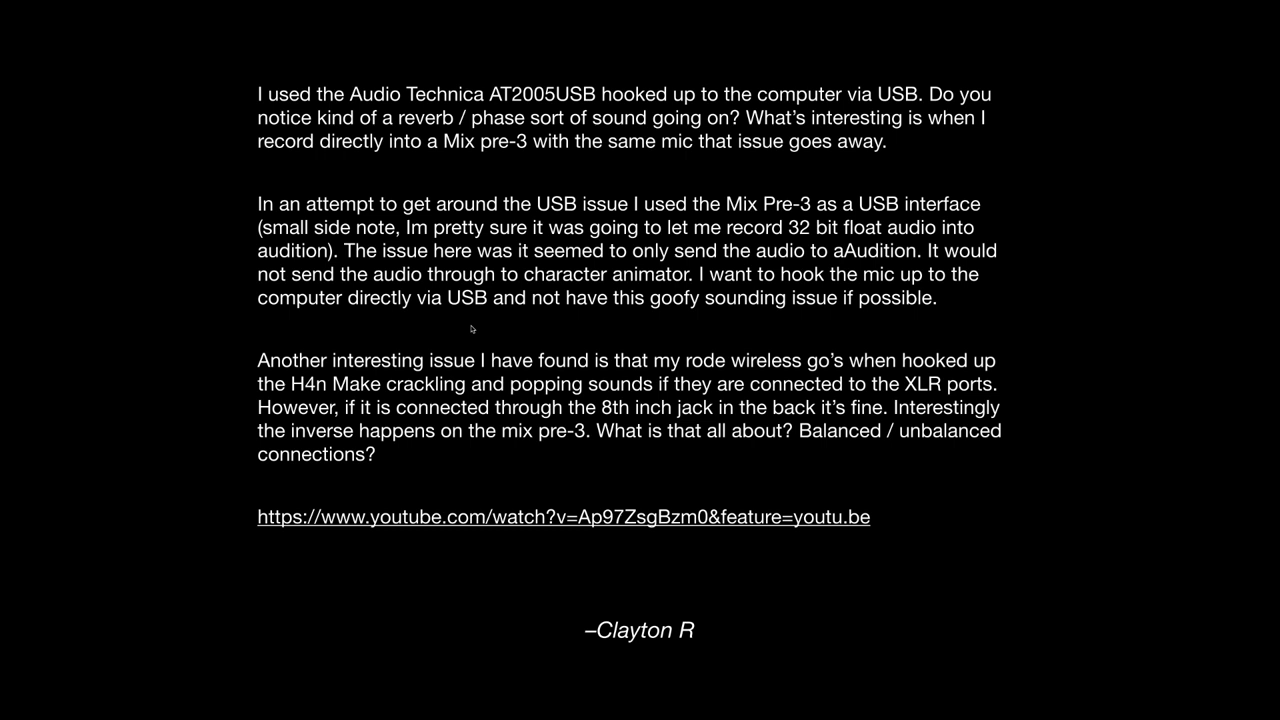 I used the Audio Technica AT2005USB hooked up to the computer via USB. Do you
notice kind of a reverb / phase sort of sound going on? What’s interesting is when I
record directly into a Mix pre-3 with the same mic that issue goes away.
In an attempt to get around the USB issue I used the Mix Pre-3 as a USB interface
(small side note, Im pretty sure it was going to let me record 32 bit float audio into
audition). The issue here was it seemed to only send the audio to aAudition. It would
not send the audio through to character animator. I want to hook the mic up to the
computer directly via USB and not have this goofy sounding issue if possible.
Another interesting issue I have found is that my rode wireless go’s when hooked up
the H4n Make crackling and popping sounds if they are connected to the XLR ports.
However, if it is connected through the 8th inch jack in the back it’s fine. Interestingly
the inverse happens on the mix pre-3. What is that all about? Balanced / unbalanced
connections?
https://www.youtube.com/watch?v=Ap97ZsgBzm0&feature=youtu.be
–Clayton R